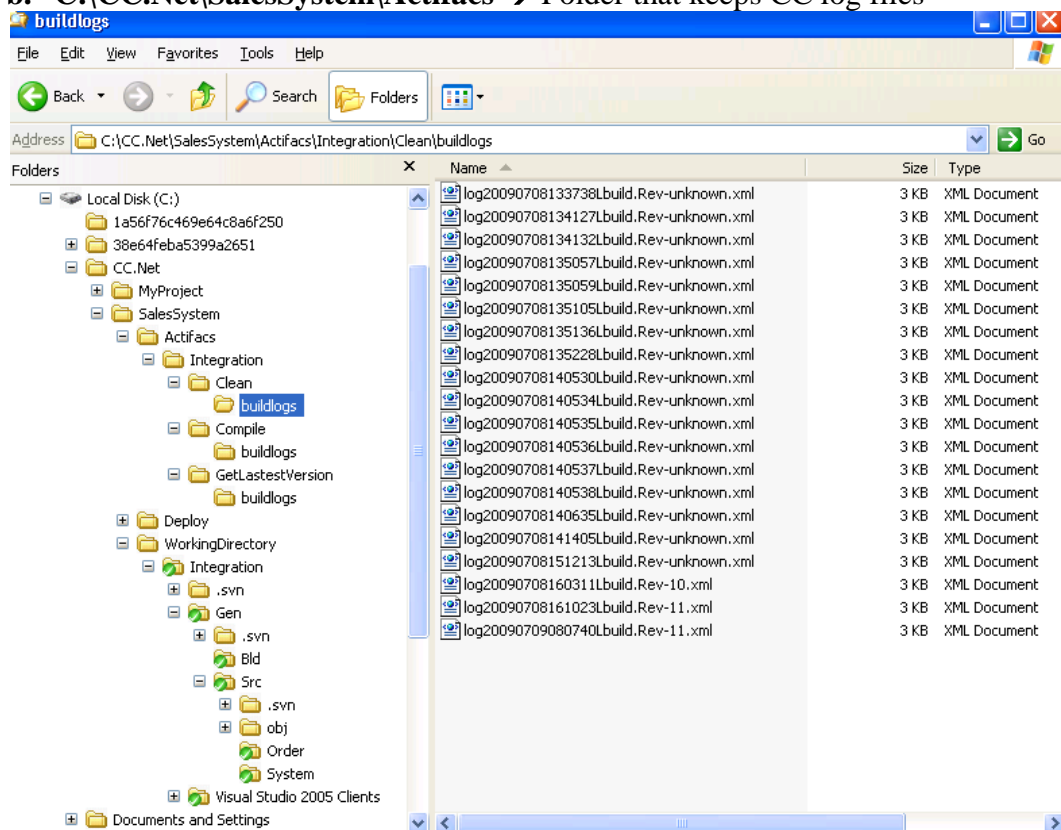 b. C:\CC.Net\SalesSystem\Actifacs → Folder that keeps CC log files
buildlogs
File Edit View Favorites Tools Help
Back Search Folders
Address C:\CC.Net\SalesSystem\Actifacs\Integration\Clean\buildlogs Go
Folders
Local Disk (C:)
1a56f76c469e64c8a6f250
38e64feba5399a2651
CC.Net
MyProject
SalesSystem
Actifacs
Integration
Clean
buildlogs
Compile
buildlogs
GetLastestVersion
buildlogs
Deploy
WorkingDirectory
Integration
.svn
Gen
.svn
Bld
Src
.svn
obj
Order
System
Visual Studio 2005 Clients
Documents and Settings
Name Size Type
log20090708133738Lbuild.Rev-unknown.xml 3 KB XML Document
log20090708134127Lbuild.Rev-unknown.xml 3 KB XML Document
log20090708134132Lbuild.Rev-unknown.xml 3 KB XML Document
log20090708135057Lbuild.Rev-unknown.xml 3 KB XML Document
log20090708135059Lbuild.Rev-unknown.xml 3 KB XML Document
log20090708135105Lbuild.Rev-unknown.xml 3 KB XML Document
log20090708135136Lbuild.Rev-unknown.xml 3 KB XML Document
log20090708135228Lbuild.Rev-unknown.xml 3 KB XML Document
log20090708140530Lbuild.Rev-unknown.xml 3 KB XML Document
log20090708140534Lbuild.Rev-unknown.xml 3 KB XML Document
log20090708140535Lbuild.Rev-unknown.xml 3 KB XML Document
log20090708140536Lbuild.Rev-unknown.xml 3 KB XML Document
log20090708140537Lbuild.Rev-unknown.xml 3 KB XML Document
log20090708140538Lbuild.Rev-unknown.xml 3 KB XML Document
log20090708140635Lbuild.Rev-unknown.xml 3 KB XML Document
log20090708141405Lbuild.Rev-unknown.xml 3 KB XML Document
log20090708151213Lbuild.Rev-unknown.xml 3 KB XML Document
log20090708160311Lbuild.Rev-10.xml 3 KB XML Document
log20090708161023Lbuild.Rev-11.xml 3 KB XML Document
log20090709080740Lbuild.Rev-11.xml 3 KB XML Document